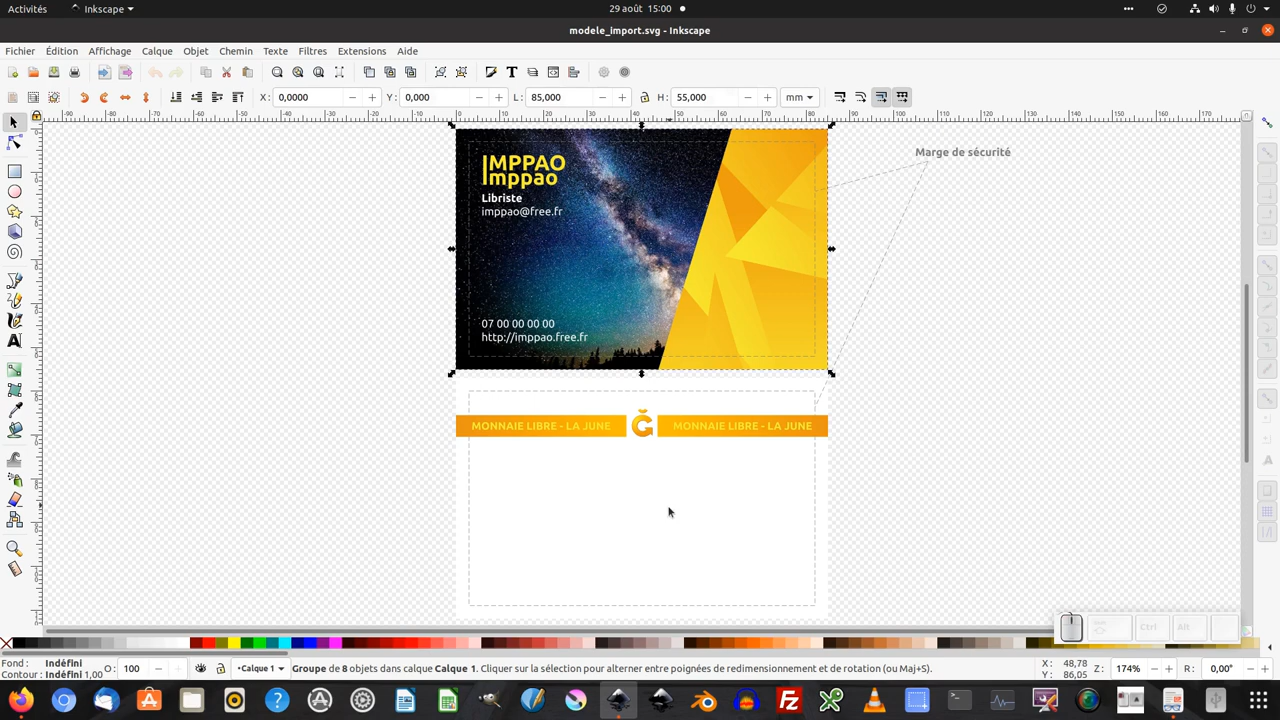 Activités
Inkscape
29 août 15:00
modele_import.svg - Inkscape
Fichier Édition Affichage Calque Objet Chemin Texte Filtres Extensions Aide
X: 0,0000 Y: 0,000 L: 85,000 H: 55,000 mm
IMPPAO
Imppao
Libriste
imppao@free.fr
07 00 00 00 00
http://imppao.free.fr
Marge de sécurité
MONNAIE LIBRE - LA JUNE Ğ MONNAIE LIBRE - LA JUNE
Ctrl Alt
Fond : Indéfini
Contour : Indéfini 1,00
O: 100
•Calque 1
Groupe de 8 objets dans calque Calque 1. Cliquer sur la sélection pour alterner entre poignées de redimensionnement et de rotation (ou Maj+S).
X: 48,78
Y: 86,05
Z: 174%
R: 0,00°